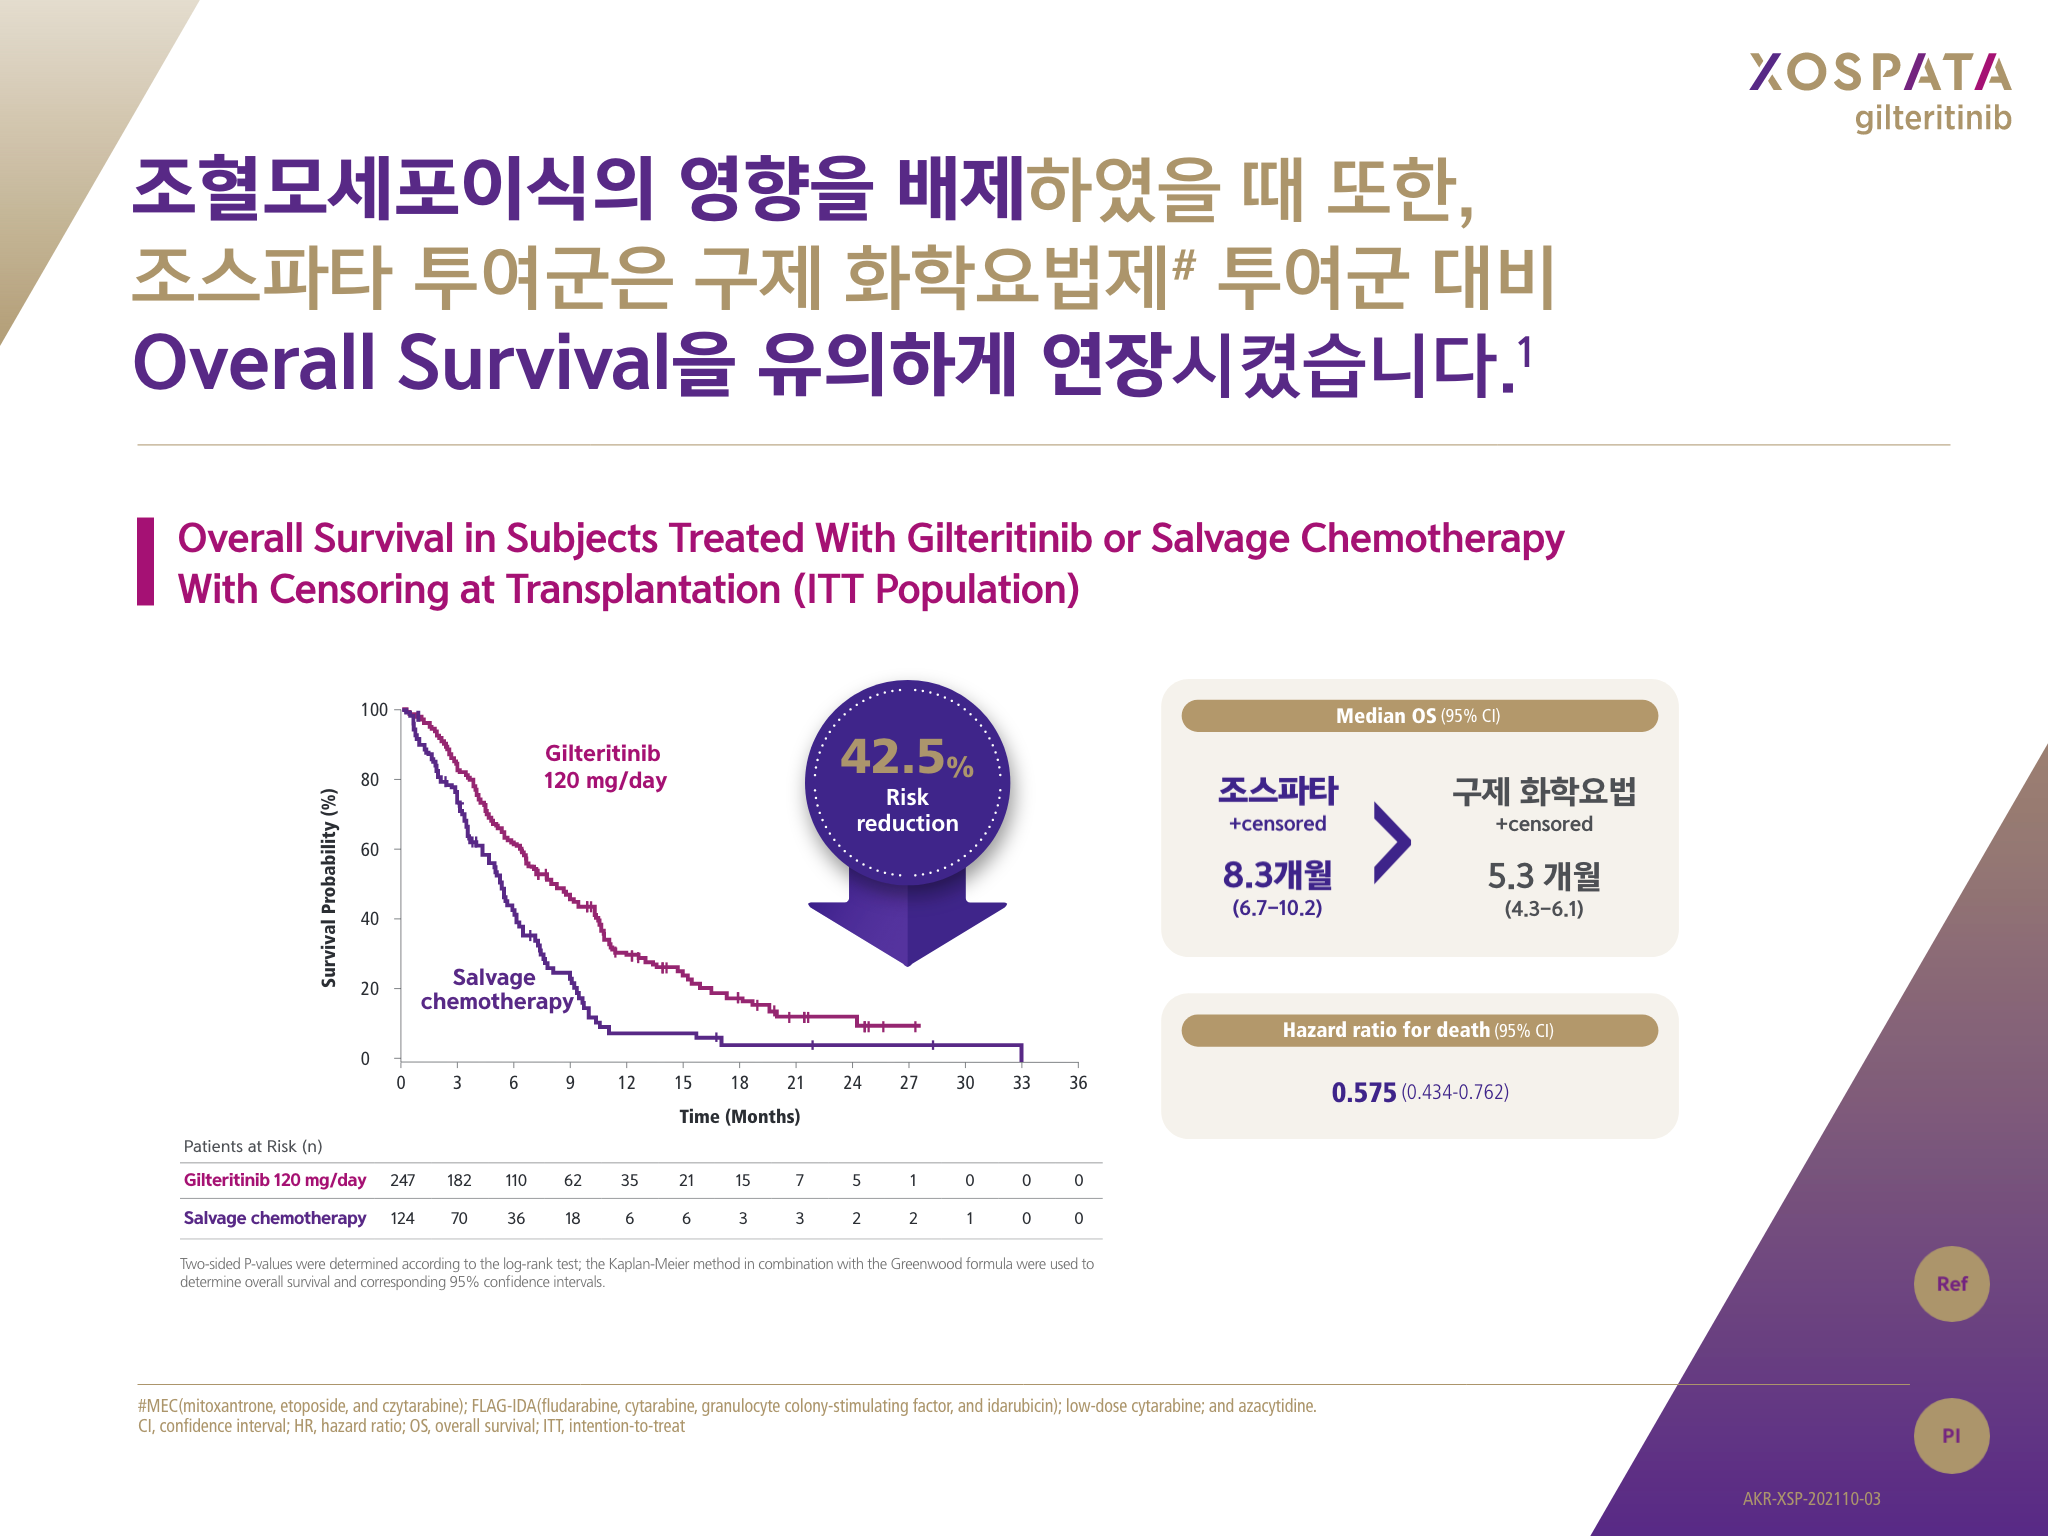 XOSPATA
gilteritinib
조혈모세포이식의 영향을 배제하였을 때 또한,
조스파타 투여군은 구제 화학요법제# 투여군 대비
Overall Survival을 유의하게 연장시켰습니다.1
Overall Survival in Subjects Treated With Gilteritinib or Salvage Chemotherapy
With Censoring at Transplantation (ITT Population)
Survival Probability (%)
100
80
60
40
20
0
Gilteritinib
120 mg/day
Salvage
chemotherapy
42.5%
Risk
reduction
0 3 6 9 12 15 18 21 24 27 30 33 36
Time (Months)
Patients at Risk (n)
Gilteritinib 120 mg/day 247 182 110 62 35 21 15 7 5 1 0 0 0
Salvage chemotherapy 124 70 36 18 6 6 3 3 2 2 1 0 0
Two-sided P-values were determined according to the log-rank test; the Kaplan-Meier method in combination with the Greenwood formula were used to
determine overall survival and corresponding 95% confidence intervals.
Median OS (95% CI)
조스파타
+censored
8.3개월
(6.7–10.2)
구제 화학요법
+censored
5.3 개월
(4.3–6.1)
Hazard ratio for death (95% CI)
0.575 (0.434-0.762)
Ref
#MEC(mitoxantrone, etoposide, and czytarabine); FLAG-IDA(fludarabine, cytarabine, granulocyte colony-stimulating factor, and idarubicin); low-dose cytarabine; and azacytidine.
CI, confidence interval; HR, hazard ratio; OS, overall survival; ITT, intention-to-treat
PI
AKR-XSP-202110-03